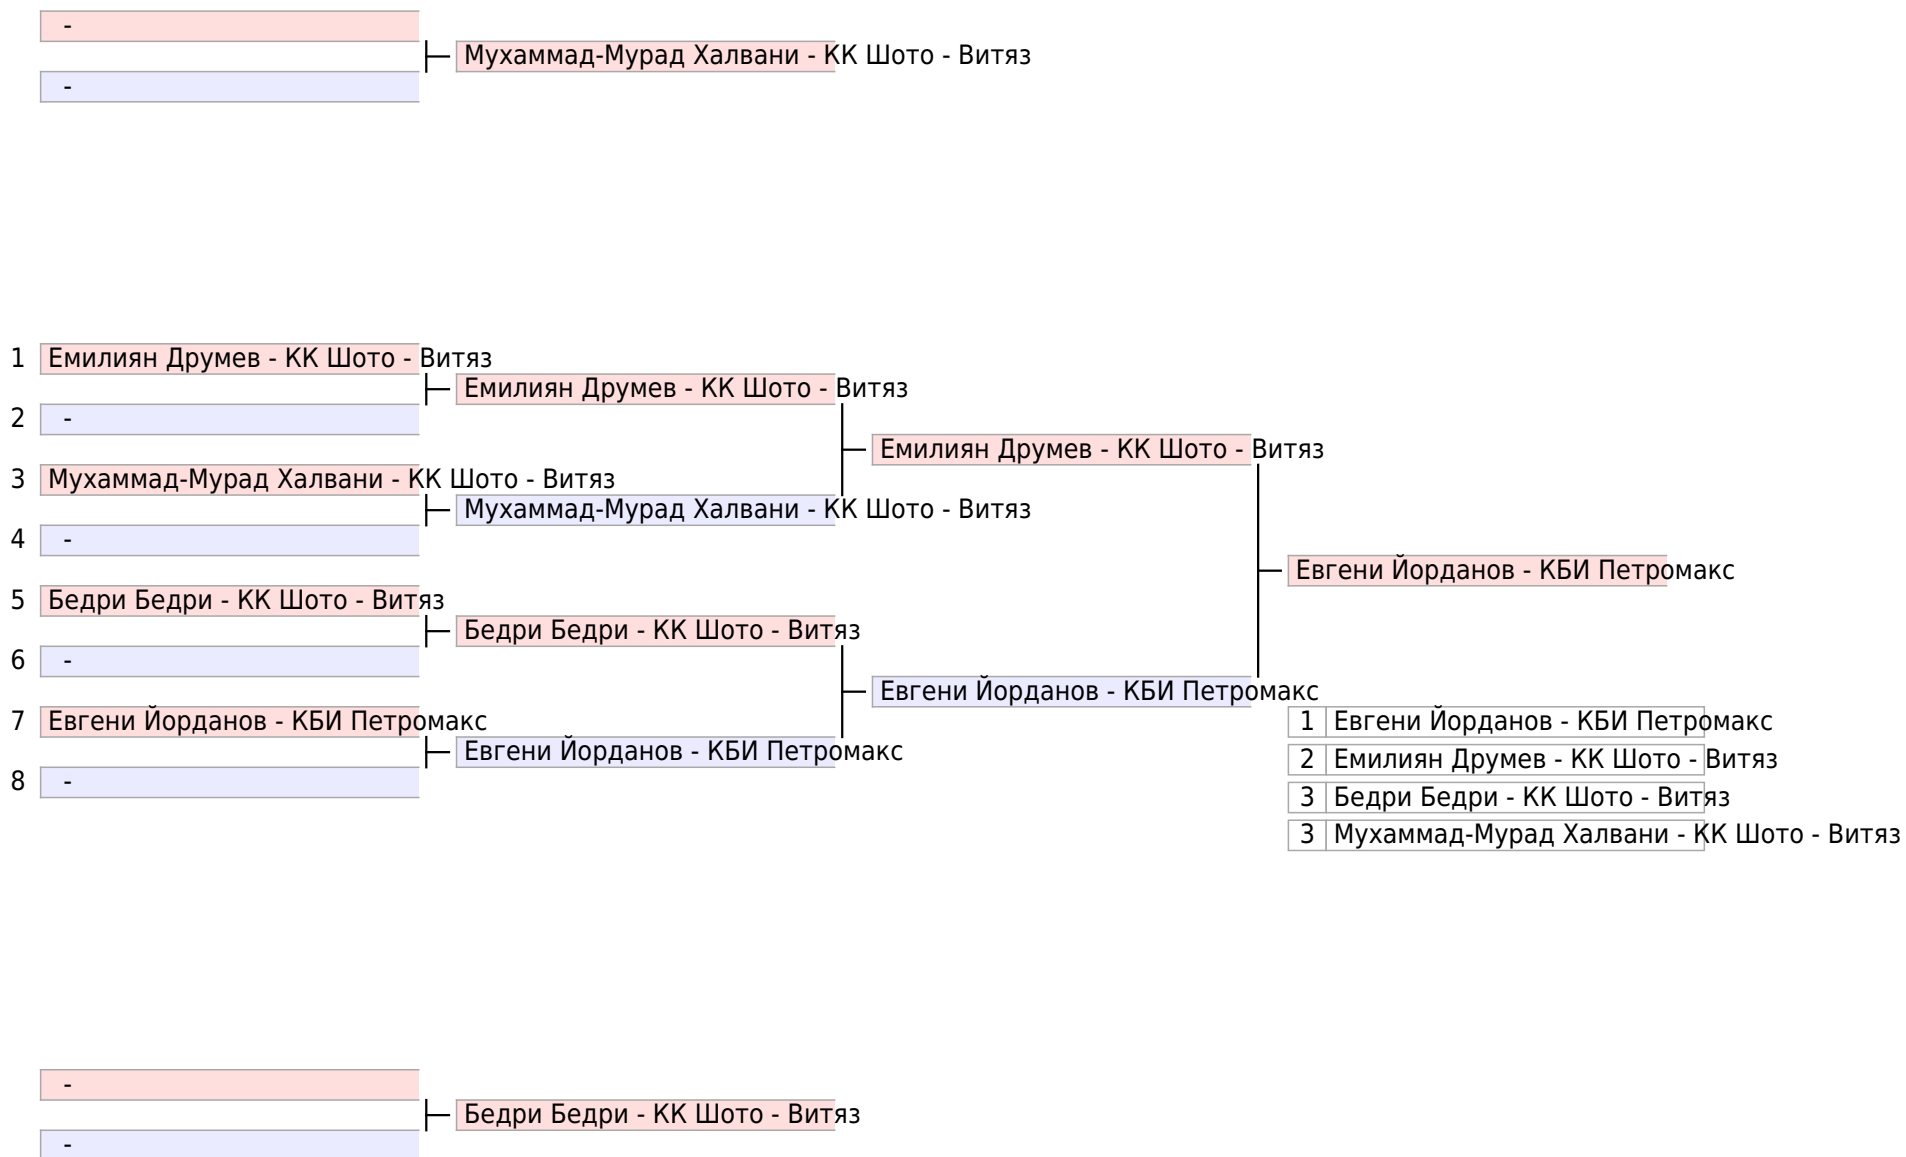 -
Мухаммад-Мурад Халвани - КК Шото - Витяз
-
1 Емилиян Друмев - КК Шото - Витяз
Емилиян Друмев - КК Шото - Витяз
2 -
Емилиян Друмев - КК Шото - Витяз
3 Мухаммад-Мурад Халвани - КК Шото - Витяз
Мухаммад-Мурад Халвани - КК Шото - Витяз
4 -
Евгени Йорданов - КБИ Петромакс
5 Бедри Бедри - КК Шото - Витяз
Бедри Бедри - КК Шото - Витяз
6 -
Евгени Йорданов - КБИ Петромакс
7 Евгени Йорданов - КБИ Петромакс
Евгени Йорданов - КБИ Петромакс
8 -
1 Евгени Йорданов - КБИ Петромакс
2 Емилиян Друмев - КК Шото - Витяз
3 Бедри Бедри - КК Шото - Витяз
3 Мухаммад-Мурад Халвани - КК Шото - Витяз
-
Бедри Бедри - КК Шото - Витяз
-